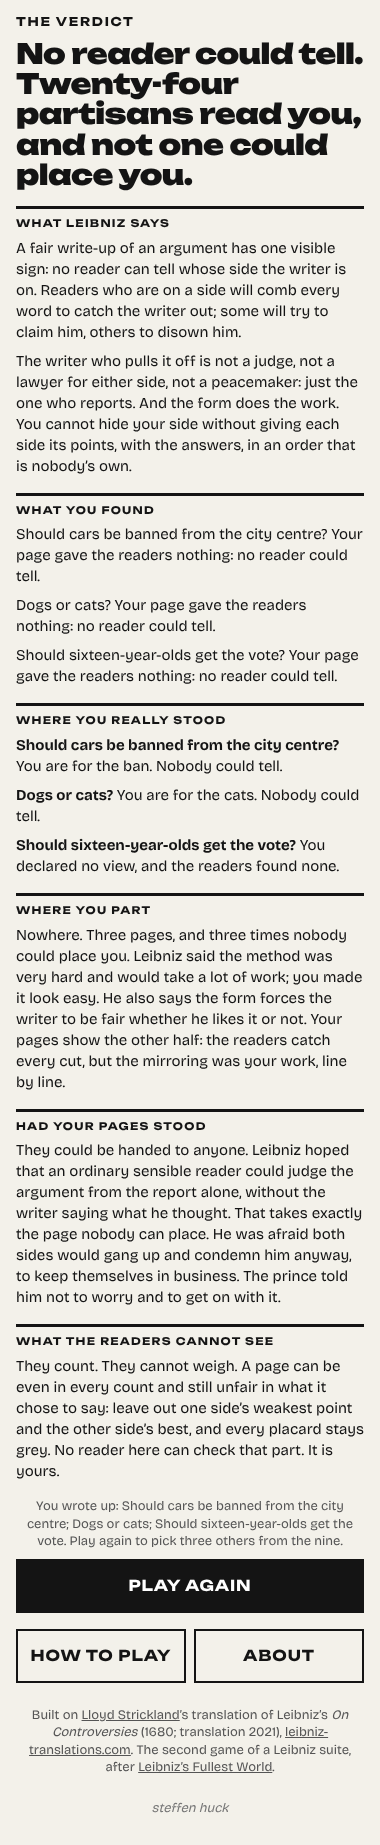 THE VERDICT
No reader could tell.
Twenty-four
partisans read you,
and not one could
place you.
WHAT LEIBNIZ SAYS
A fair write-up of an argument has one visible
sign: no reader can tell whose side the writer is
on. Readers who are on a side will comb every
word to catch the writer out; some will try to
claim him, others to disown him.
The writer who pulls it off is not a judge, not a
lawyer for either side, not a peacemaker: just the
one who reports. And the form does the work.
You cannot hide your side without giving each
side its points, with the answers, in an order that
is nobody's own.
WHAT YOU FOUND
Should cars be banned from the city centre? Your
page gave the readers nothing: no reader could
tell.
Dogs or cats? Your page gave the readers
nothing: no reader could tell.
Should sixteen-year-olds get the vote? Your page
gave the readers nothing: no reader could tell.
WHERE YOU REALLY STOOD
Should cars be banned from the city centre?
You are for the ban. Nobody could tell.
Dogs or cats? You are for the cats. Nobody could
tell.
Should sixteen-year-olds get the vote? You
declared no view, and the readers found none.
WHERE YOU PART
Nowhere. Three pages, and three times nobody
could place you. Leibniz said the method was
very hard and would take a lot of work; you made
it look easy. He also says the form forces the
writer to be fair whether he likes it or not. Your
pages show the other half: the readers catch
every cut, but the mirroring was your work, line
by line.
HAD YOUR PAGES STOOD
They could be handed to anyone. Leibniz hoped
that an ordinary sensible reader could judge the
argument from the report alone, without the
writer saying what he thought. That takes exactly
the page nobody can place. He was afraid both
sides would gang up and condemn him anyway,
to keep themselves in business. The prince told
him not to worry and to get on with it.
WHAT THE READERS CANNOT SEE
They count. They cannot weigh. A page can be
even in every count and still unfair in what it
chose to say: leave out one side's weakest point
and the other side's best, and every placard stays
grey. No reader here can check that part. It is
yours.
You wrote up: Should cars be banned from the city
centre; Dogs or cats; Should sixteen-year-olds get the
vote. Play again to pick three others from the nine.
PLAY AGAIN
HOW TO PLAY
ABOUT
Built on Lloyd Strickland's translation of Leibniz's On
Controversies (1680; translation 2021), leibniz-
translations.com. The second game of a Leibniz suite,
after Leibniz's Fullest World.
steffen huck